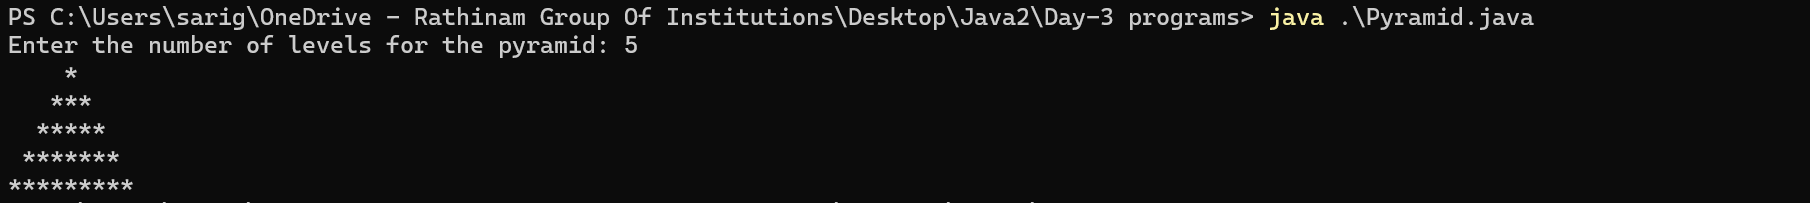 PS C:\Users\sarig\OneDrive - Rathinam Group Of Institutions\Desktop\Java2\Day-3 programs> java .\Pyramid.java
Enter the number of levels for the pyramid: 5
    *
   ***
  *****
 *******
*********